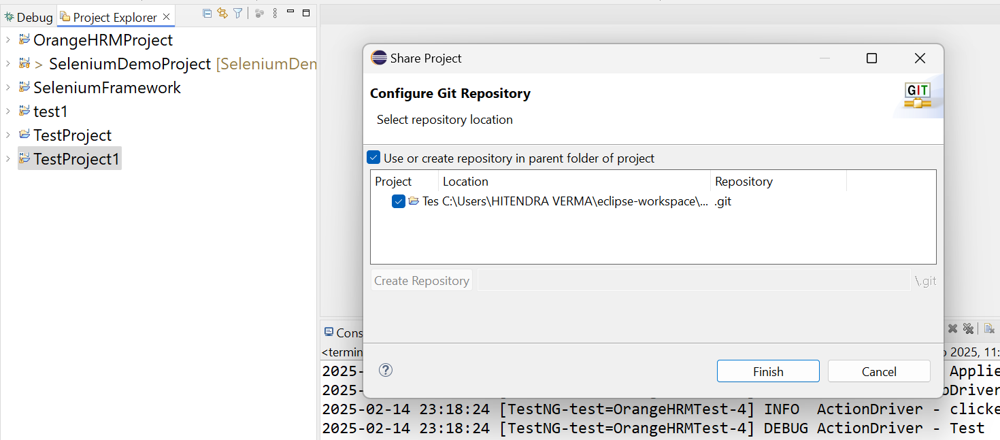 Debug
Project Explorer
OrangeHRMProject
> SeleniumDemoProject [SeleniumDem
SeleniumFramework
test1
TestProject
TestProject1
Share Project
Configure Git Repository
Select repository location
GIT
Use or create repository in parent folder of project
Project Location Repository
Tes C:\Users\HITENDRA VERMA\eclipse-workspace\... .git
Create Repository \.git
Finish Cancel
Cons
<termin 2025, 11:
2025- Applie
2025- Driver
2025-02-14 23:18:24 [TestNG-test=OrangeHRMTest-4] INFO ActionDriver - clicke
2025-02-14 23:18:24 [TestNG-test=OrangeHRMTest-4] DEBUG ActionDriver - Test